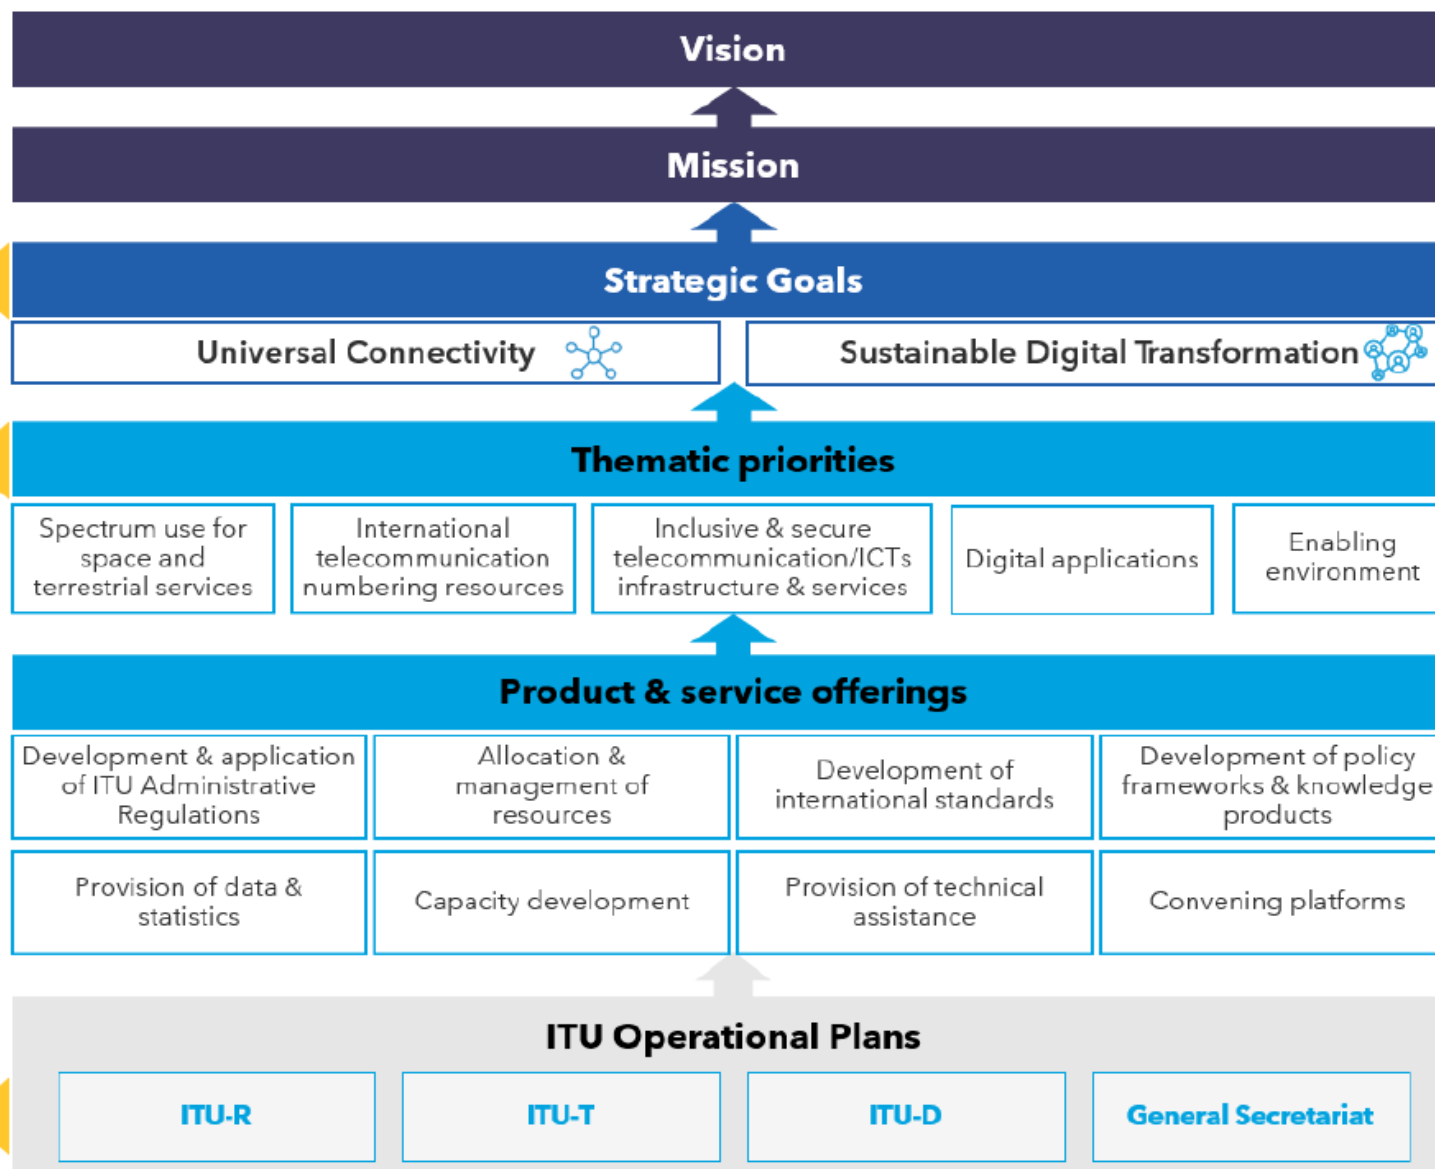 Vision
Mission
Strategic Goals
Universal Connectivity
Sustainable Digital Transformation
Thematic priorities
Spectrum use for
space and
terrestrial services
International
telecommunication
numbering resources
Inclusive & secure
telecommunication/ICTs
infrastructure & services
Digital applications
Enabling
environment
Product & service offerings
Development & application
of ITU Administrative
Regulations
Allocation &
management of
resources
Development of
international standards
Development of policy
frameworks & knowledge
products
Provision of data &
statistics
Capacity development
Provision of technical
assistance
Convening platforms
ITU Operational Plans
ITU-R
ITU-T
ITU-D
General Secretariat